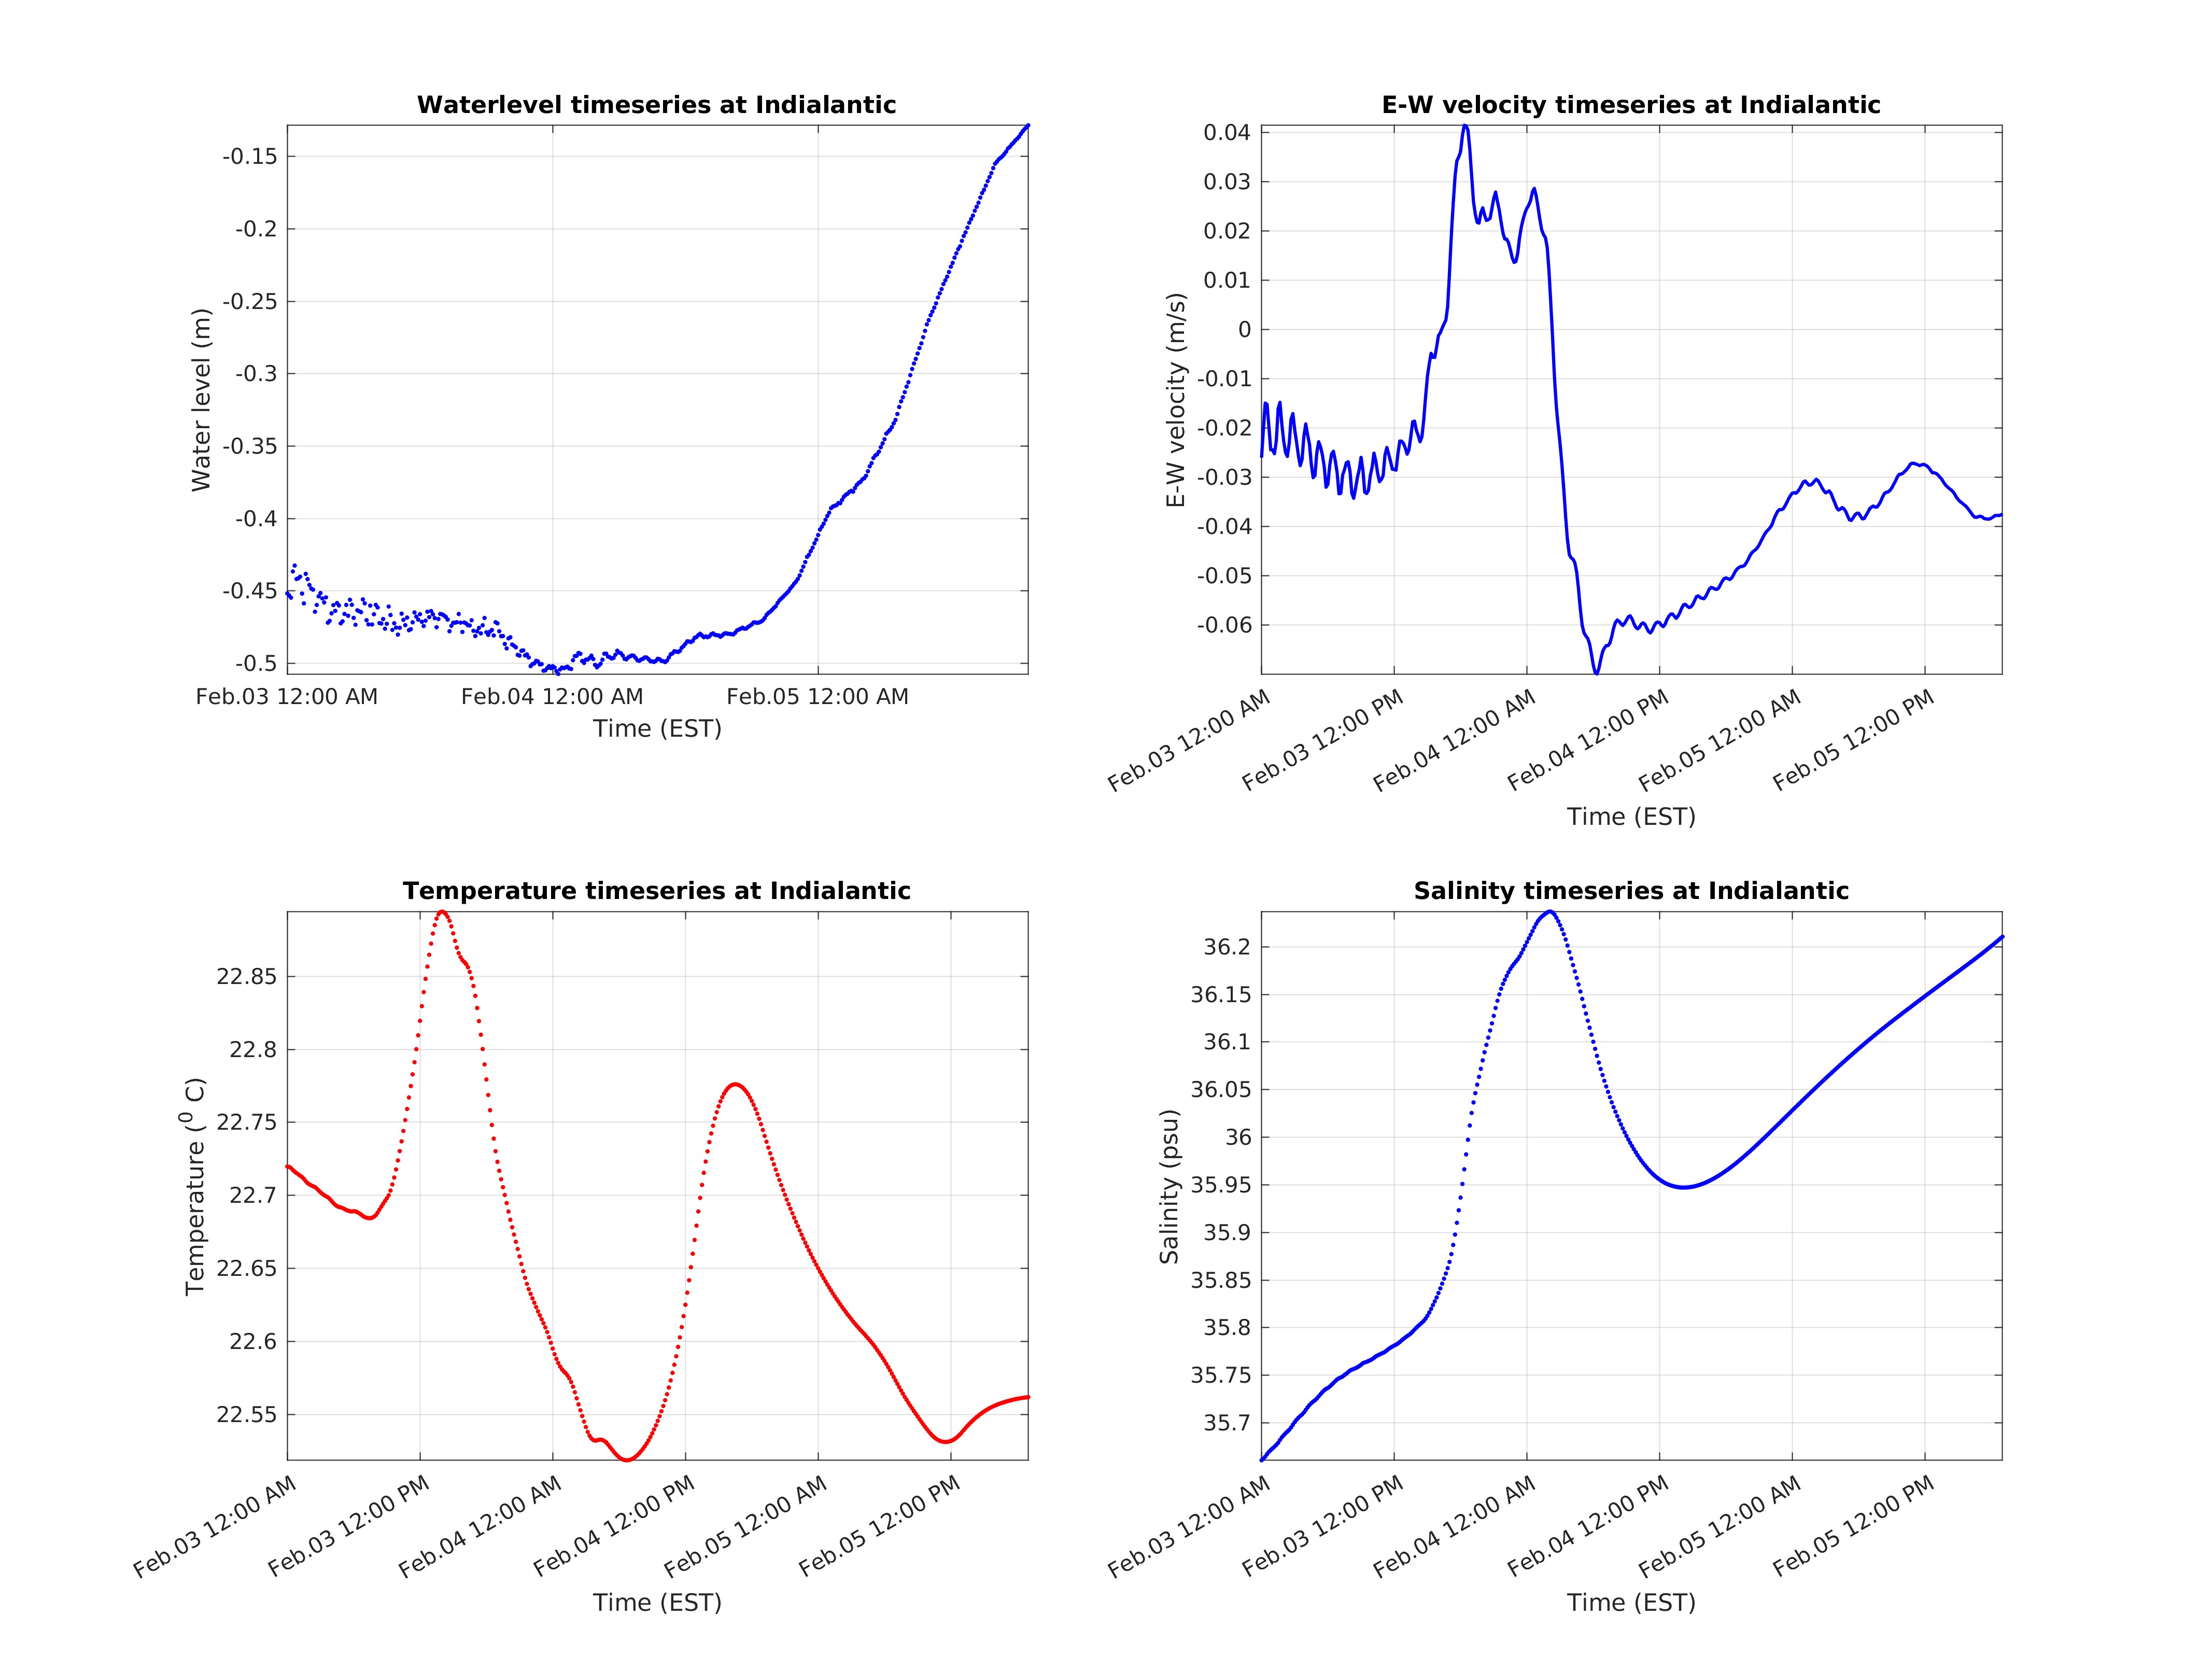 Waterlevel timeseries at Indialantic
-0.15
-0.2
-0.25
-0.3
-0.35
-0.4
-0.45
-0.5
Water level (m)
Feb.03 12:00 AM Feb.04 12:00 AM Feb.05 12:00 AM
Time (EST)
E-W velocity timeseries at Indialantic
0.04
0.03
0.02
0.01
0
-0.01
-0.02
-0.03
-0.04
-0.05
-0.06
E-W velocity (m/s)
Feb.03 12:00 AM
Feb.03 12:00 PM
Feb.04 12:00 AM
Feb.04 12:00 PM
Feb.05 12:00 AM
Feb.05 12:00 PM
Time (EST)
Temperature timeseries at Indialantic
22.85
22.8
22.75
22.7
22.65
22.6
22.55
Temperature (⁰ C)
Feb.03 12:00 AM
Feb.03 12:00 PM
Feb.04 12:00 AM
Feb.04 12:00 PM
Feb.05 12:00 AM
Feb.05 12:00 PM
Time (EST)
Salinity timeseries at Indialantic
36.2
36.15
36.1
36.05
36
35.95
35.9
35.85
35.8
35.75
35.7
Salinity (psu)
Feb.03 12:00 AM
Feb.03 12:00 PM
Feb.04 12:00 AM
Feb.04 12:00 PM
Feb.05 12:00 AM
Feb.05 12:00 PM
Time (EST)